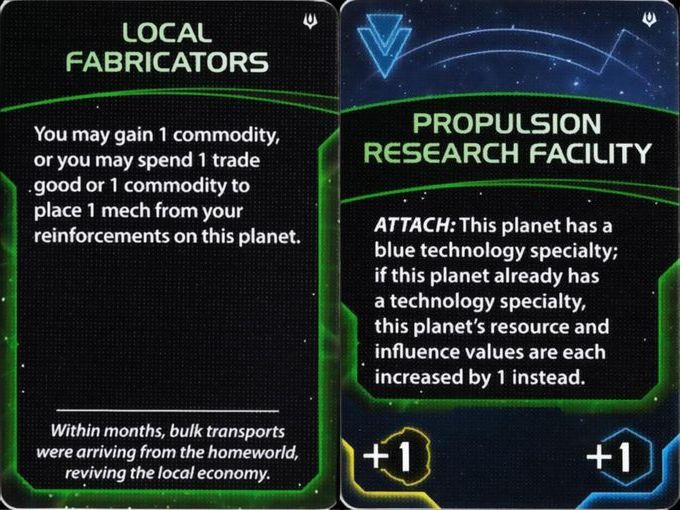 LOCAL
FABRICATORS
You may gain 1 commodity,
or you may spend 1 trade
good or 1 commodity to
place 1 mech from your
reinforcements on this planet.
Within months, bulk transports
were arriving from the homeworld,
reviving the local economy.
PROPULSION
RESEARCH FACILITY
ATTACH: This planet has a
blue technology specialty;
if this planet already has
a technology specialty,
this planet's resource and
influence values are each
increased by 1 instead.
+1
+1